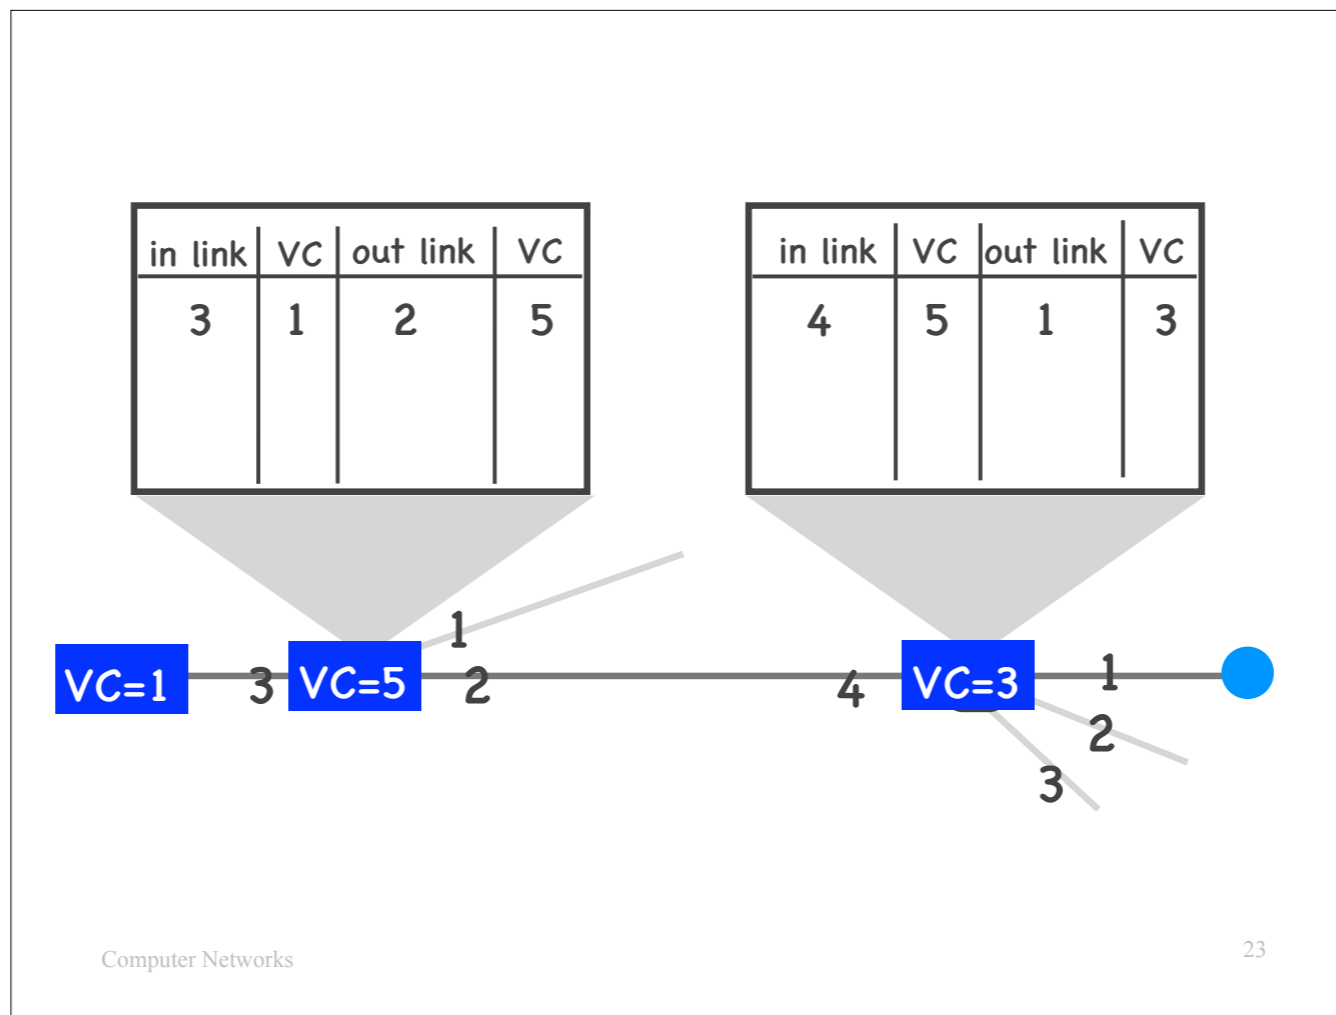 in link VC out link VC
3 1 2 5
in link VC out link VC
4 5 1 3
1
VC=1 3 VC=5 2 4 VC=3 1
2
3
Computer Networks
23